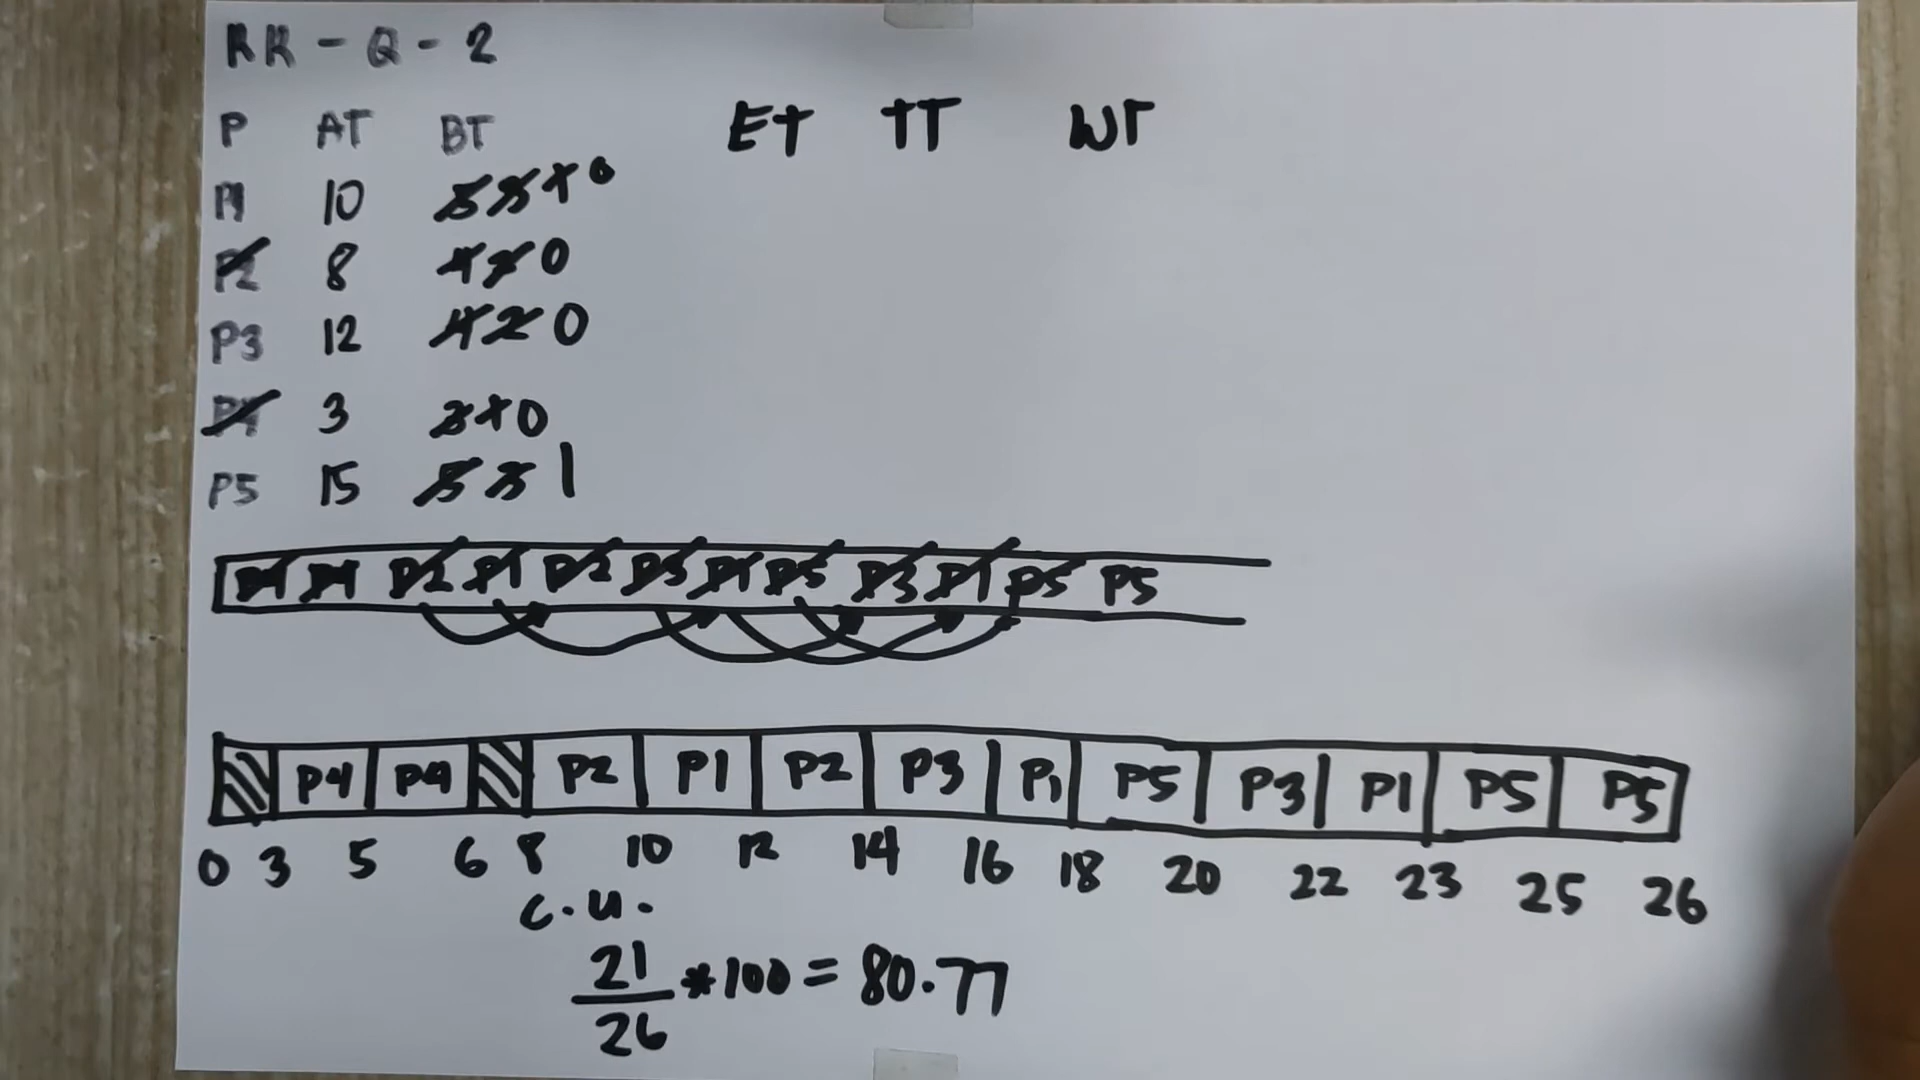 RR - Q - 2
P AT BT ET TT WT
P1 10 5 3 1 0
P2 8 4 2 0
P3 12 4 2 0
P4 3 3 1 0
P5 15 5 3 1
P4 P4 P2 P1 P2 P3 P1 P5 P3 P1 P5 P5
P4 P4 P2 P1 P2 P3 P1 P5 P3 P1 P5 P5
0 3 5 6 8 10 12 14 16 18 20 22 23 25 26
C.U.
21
* 100 = 80.77
26